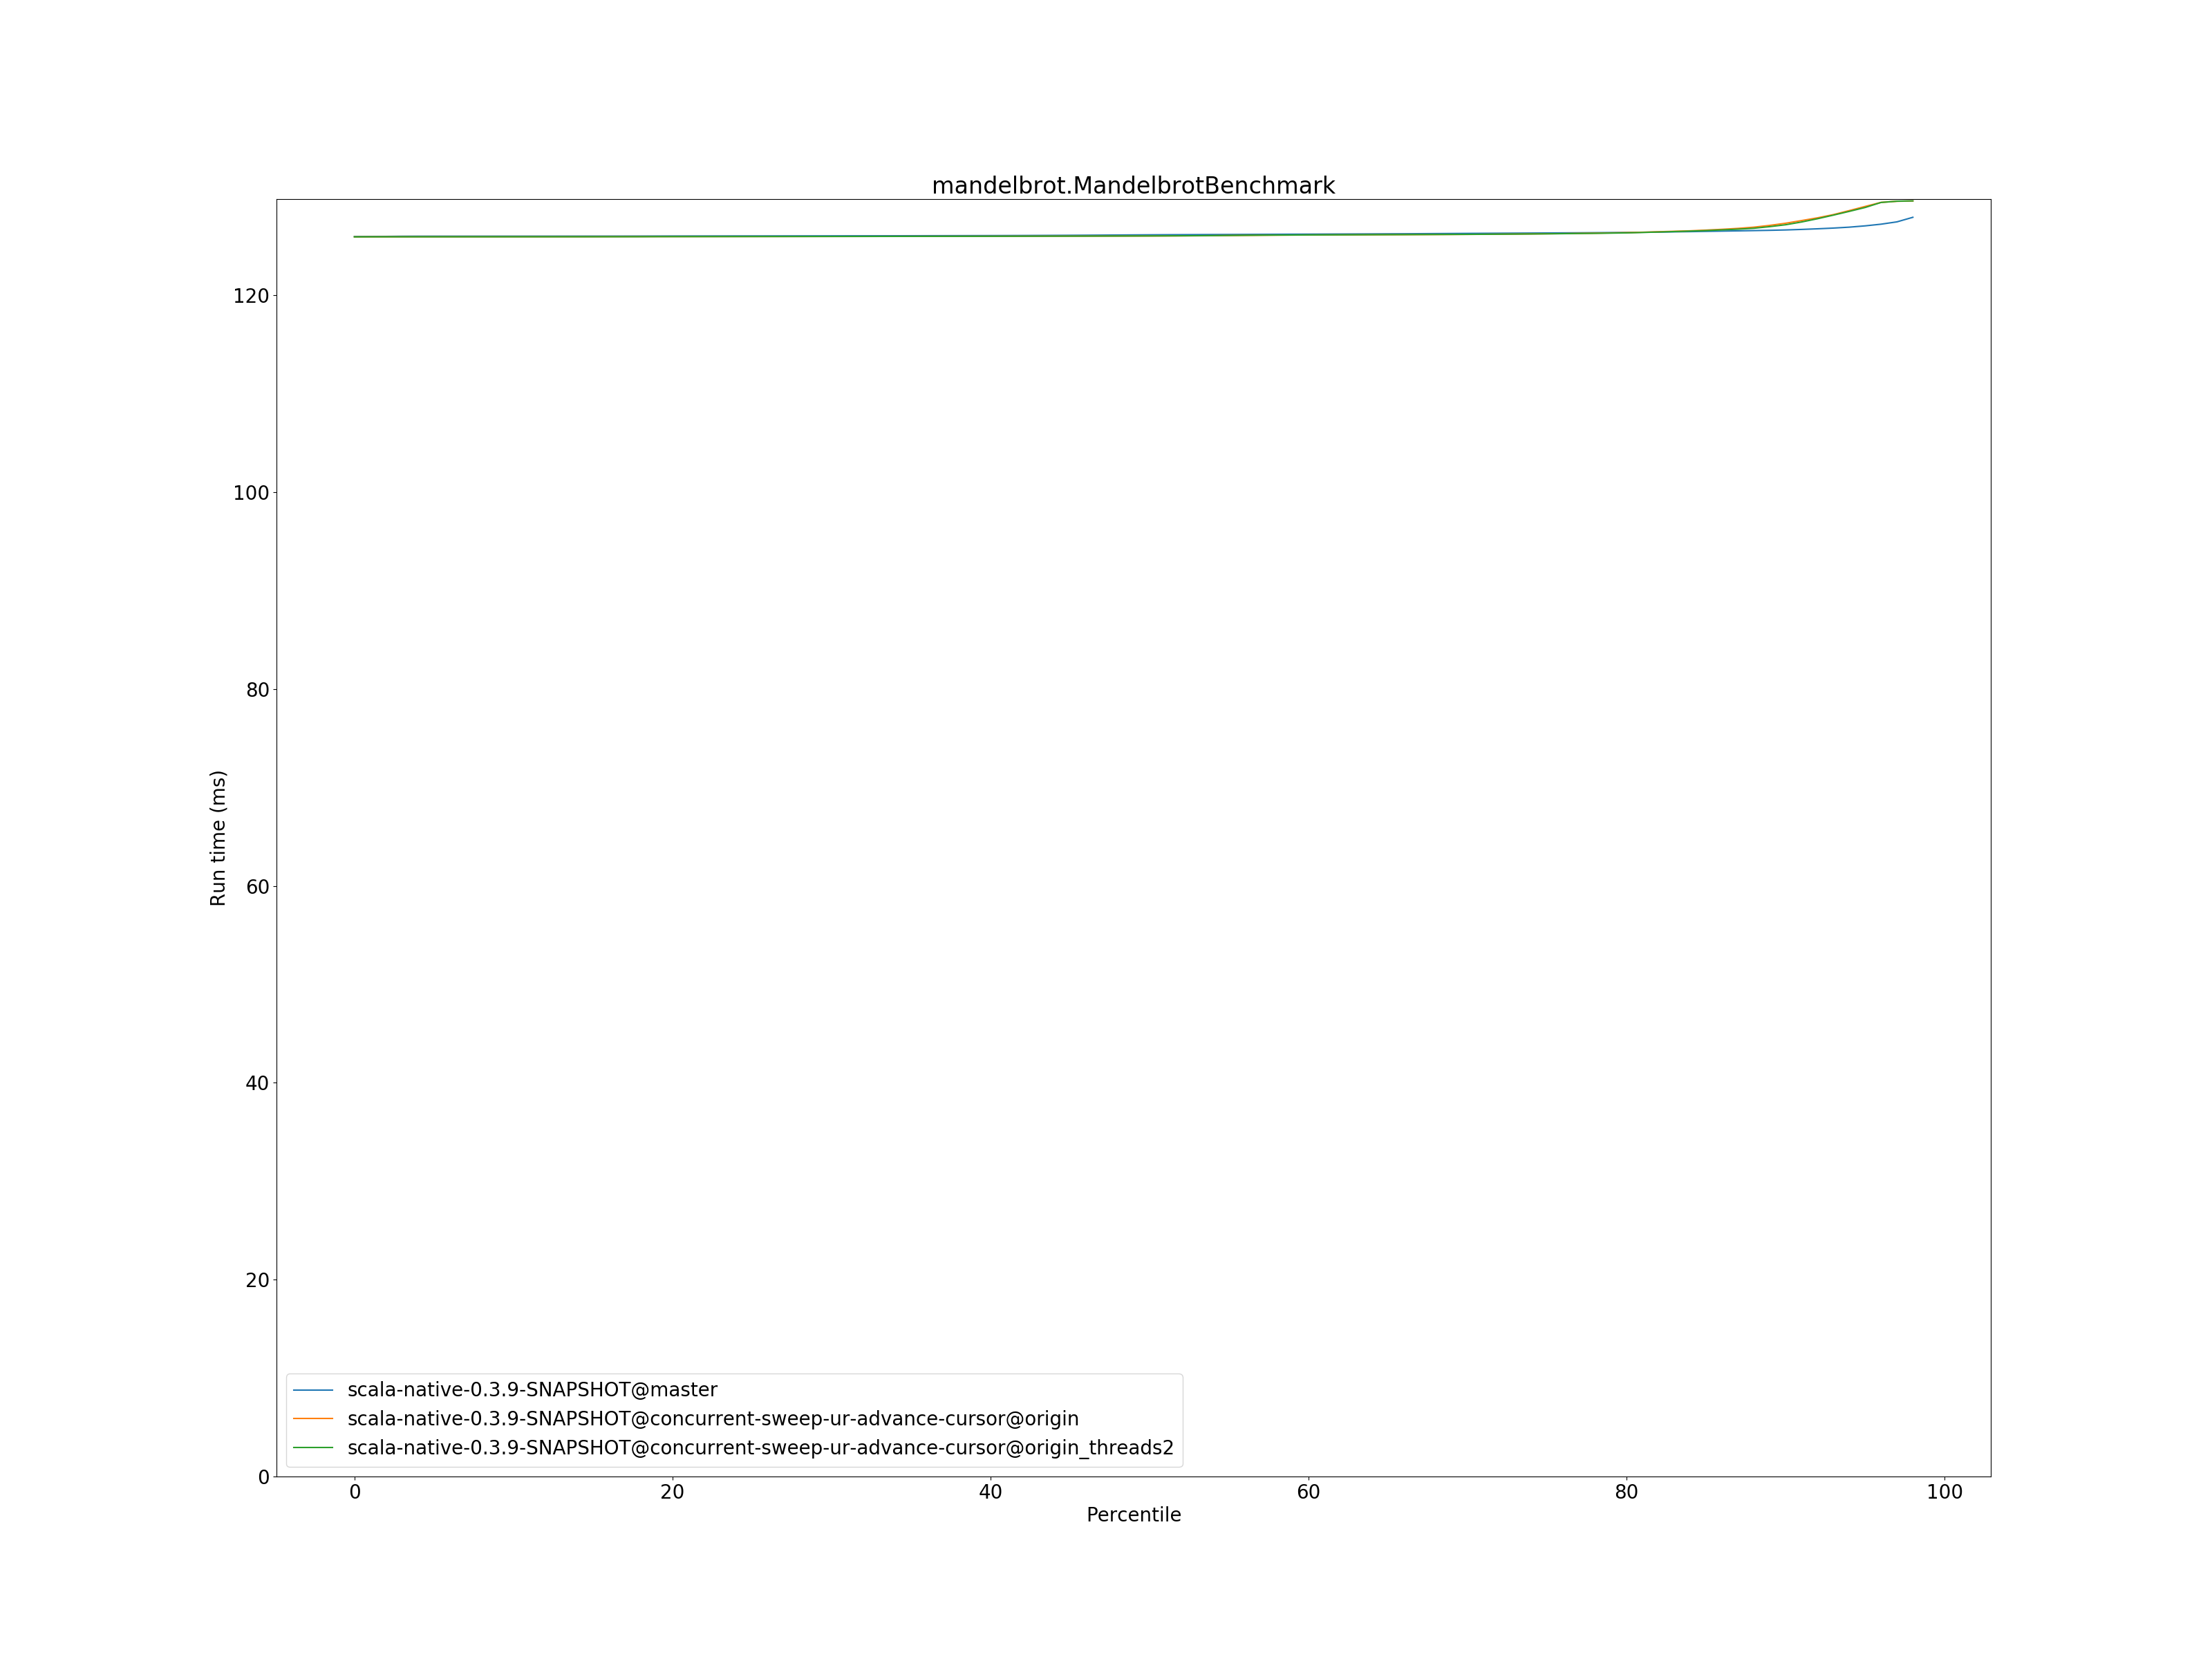 mandelbrot.MandelbrotBenchmark
120
100
80
60
40
20
0
Run time (ms)
scala-native-0.3.9-SNAPSHOT@master
scala-native-0.3.9-SNAPSHOT@concurrent-sweep-ur-advance-cursor@origin
scala-native-0.3.9-SNAPSHOT@concurrent-sweep-ur-advance-cursor@origin_threads2
0 20 40 60 80 100
Percentile